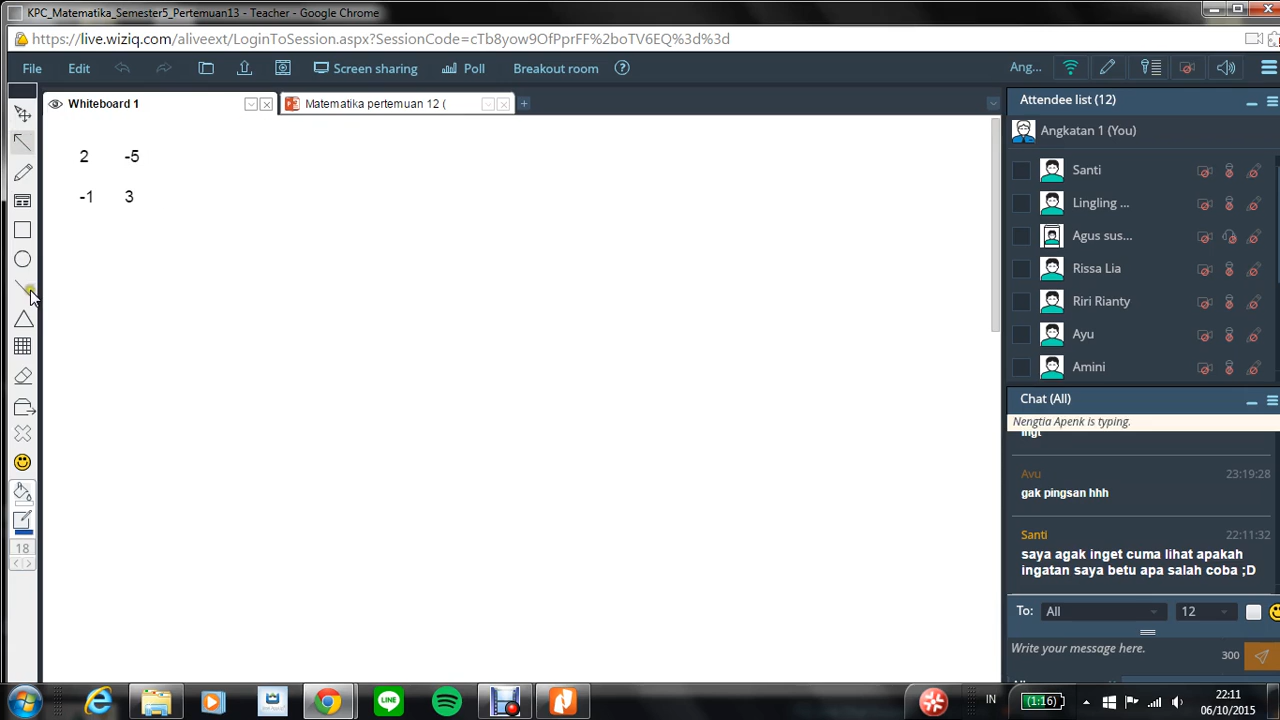 KPC_Matematika_Semester5_Pertemuan13 - Teacher - Google Chrome
https://live.wiziq.com/aliveext/LoginToSession.aspx?SessionCode=cTb8yow9OfPprFF%2boTV6EQ%3d%3d
File Edit Screen sharing Poll Breakout room ? Ang...
Whiteboard 1
Matematika pertemuan 12 (
2 -5
-1 3
18
Attendee list (12)
Angkatan 1 (You)
Santi
Lingling ...
Agus sus...
Rissa Lia
Riri Rianty
Ayu
Amini
Chat (All)
Nengtia Apenk is typing.
Ayu 23:19:28
gak pingsan hhh
Santi 22:11:32
saya agak inget cuma lihat apakah
ingatan saya betu apa salah coba ;D
To: All 12
Write your message here. 300
LINE
IN (1:16) 22:11
06/10/2015